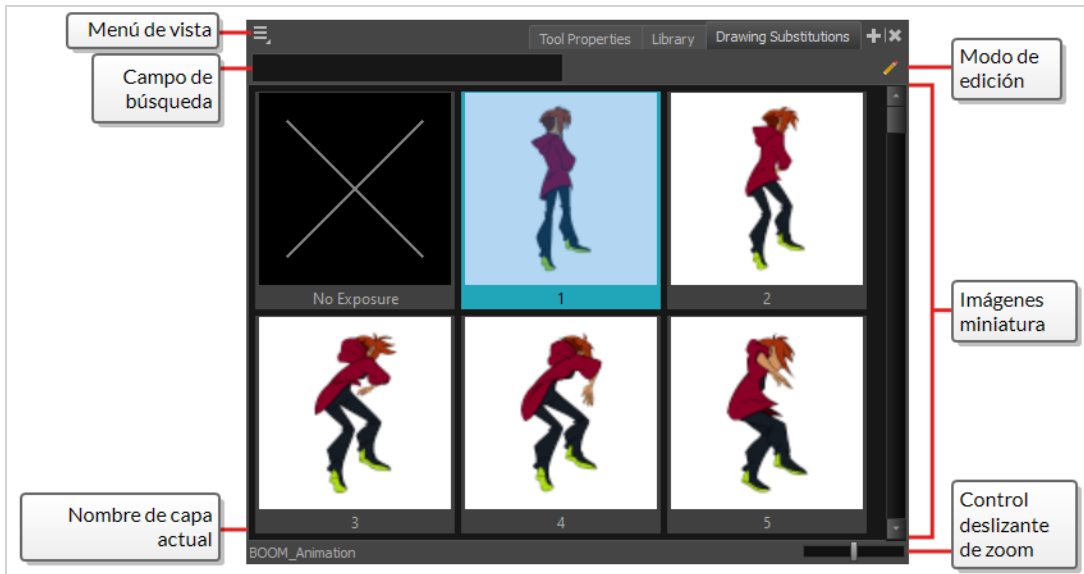 Menú de vista
Tool Properties
Library
Drawing Substitutions
Campo de
búsqueda
Modo de
edición
No Exposure
1
2
Imágenes
miniatura
3
4
5
Nombre de capa
actual
BOOM_Animation
Control
deslizante
de zoom